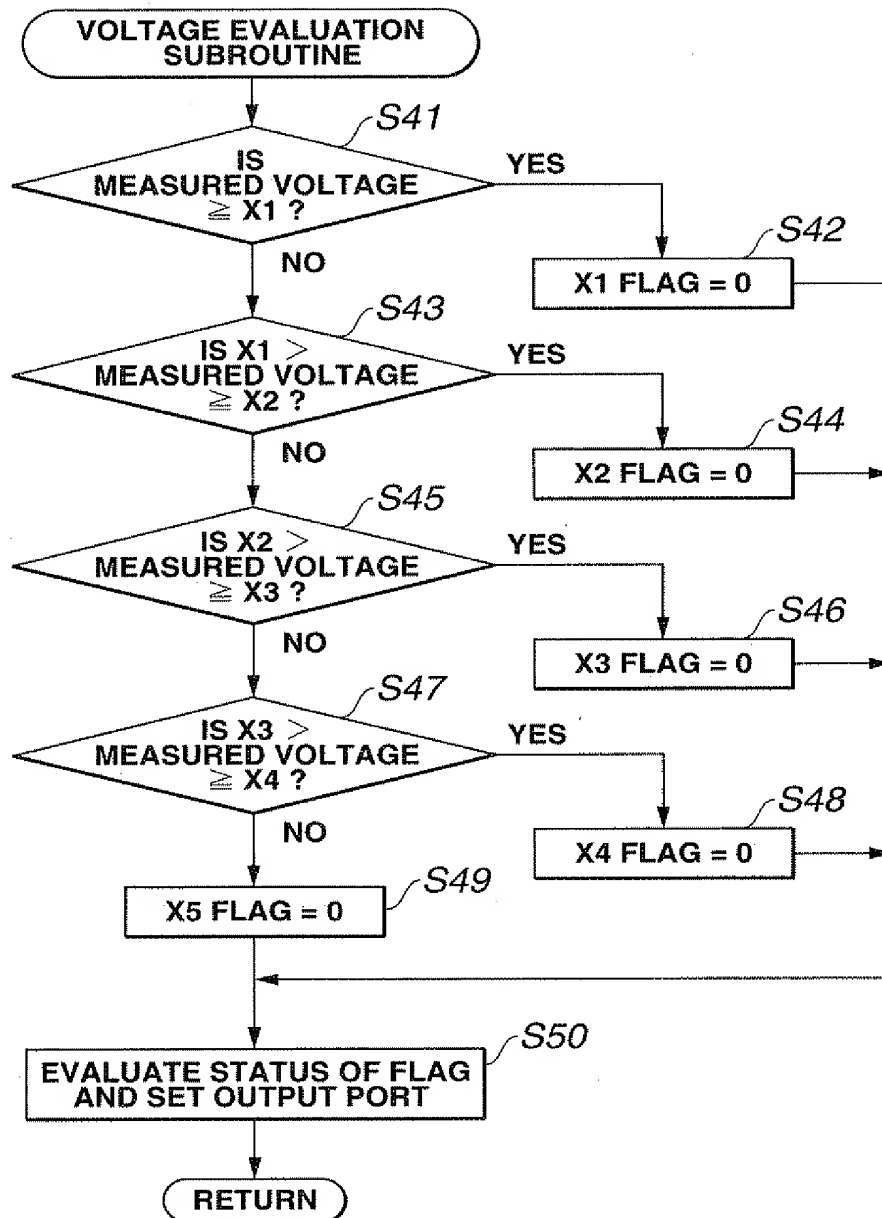 VOLTAGE EVALUATION
SUBROUTINE
S41
IS
MEASURED VOLTAGE
≧ X1 ?
YES
S42
X1 FLAG = 0
NO
S43
IS X1 >
MEASURED VOLTAGE
≧ X2 ?
YES
S44
X2 FLAG = 0
NO
S45
IS X2 >
MEASURED VOLTAGE
≧ X3 ?
YES
S46
X3 FLAG = 0
NO
S47
IS X3 >
MEASURED VOLTAGE
≧ X4 ?
YES
S48
X4 FLAG = 0
NO
S49
X5 FLAG = 0
S50
EVALUATE STATUS OF FLAG
AND SET OUTPUT PORT
RETURN